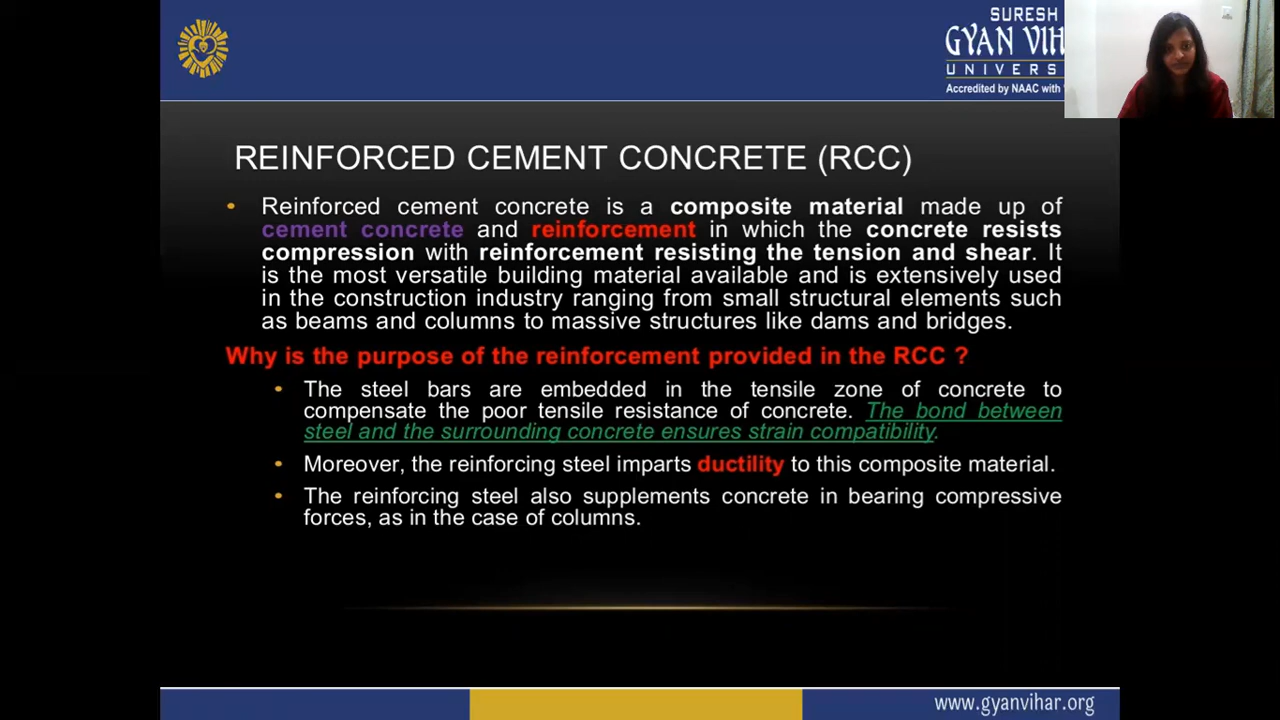 SURESH
GYAN VIH
UNIVERS
Accredited by NAAC with
REINFORCED CEMENT CONCRETE (RCC)
• Reinforced cement concrete is a composite material made up of
cement concrete and reinforcement in which the concrete resists
compression with reinforcement resisting the tension and shear. It
is the most versatile building material available and is extensively used
in the construction industry ranging from small structural elements such
as beams and columns to massive structures like dams and bridges.
Why is the purpose of the reinforcement provided in the RCC ?
• The steel bars are embedded in the tensile zone of concrete to
compensate the poor tensile resistance of concrete. The bond between
steel and the surrounding concrete ensures strain compatibility.
• Moreover, the reinforcing steel imparts ductility to this composite material.
• The reinforcing steel also supplements concrete in bearing compressive
forces, as in the case of columns.
www.gyanvihar.org